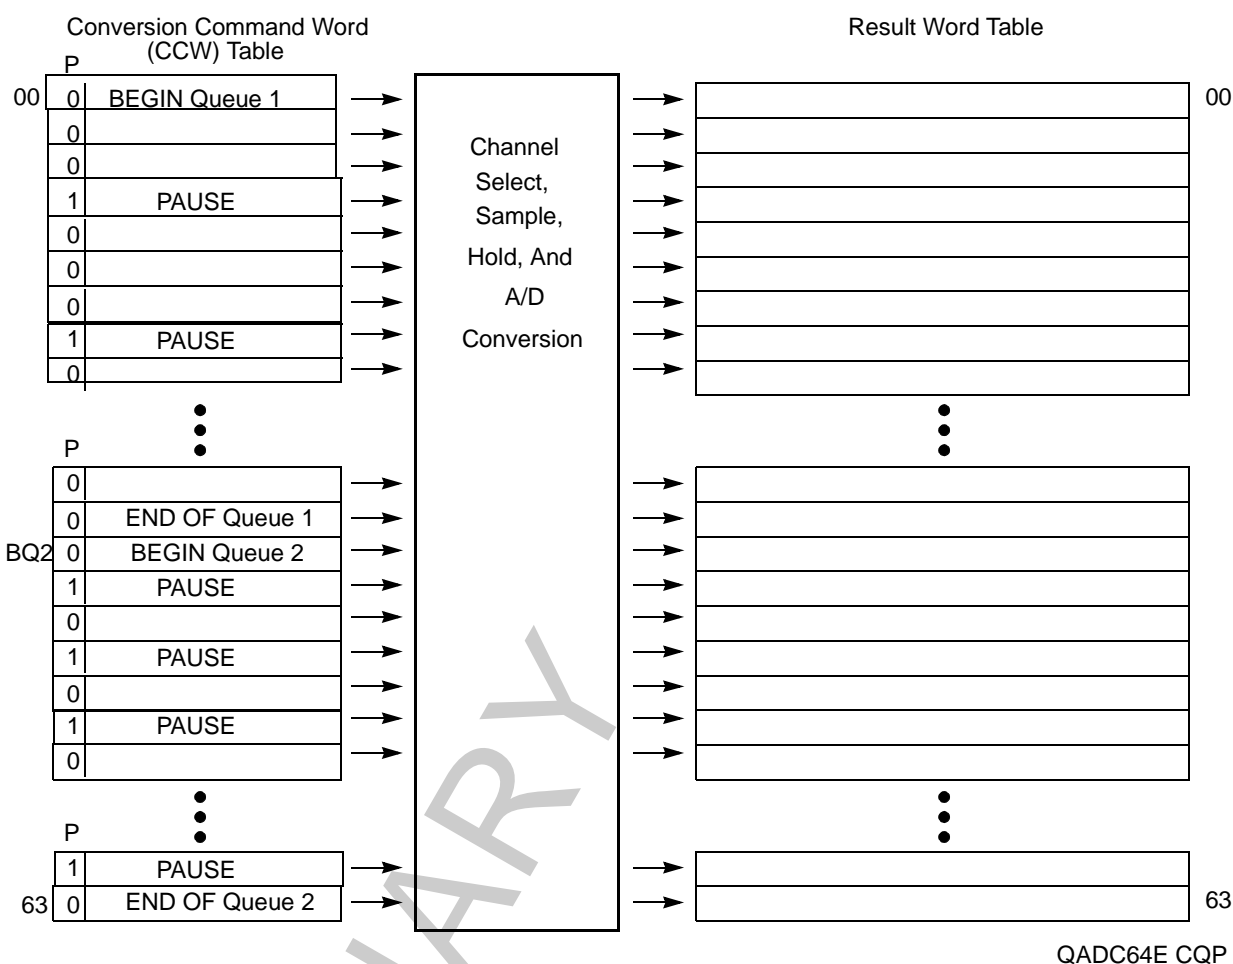 Conversion Command Word
(CCW) Table
Result Word Table
P
00 0 BEGIN Queue 1 00
0
0
1 PAUSE
0
0
0
1 PAUSE
0
Channel
Select,
Sample,
Hold, And
A/D
Conversion
P
0
0 END OF Queue 1
BQ2 0 BEGIN Queue 2
1 PAUSE
0
1 PAUSE
0
1 PAUSE
0
P
1 PAUSE
63 0 END OF Queue 2 63
NARY
QADC64E CQP